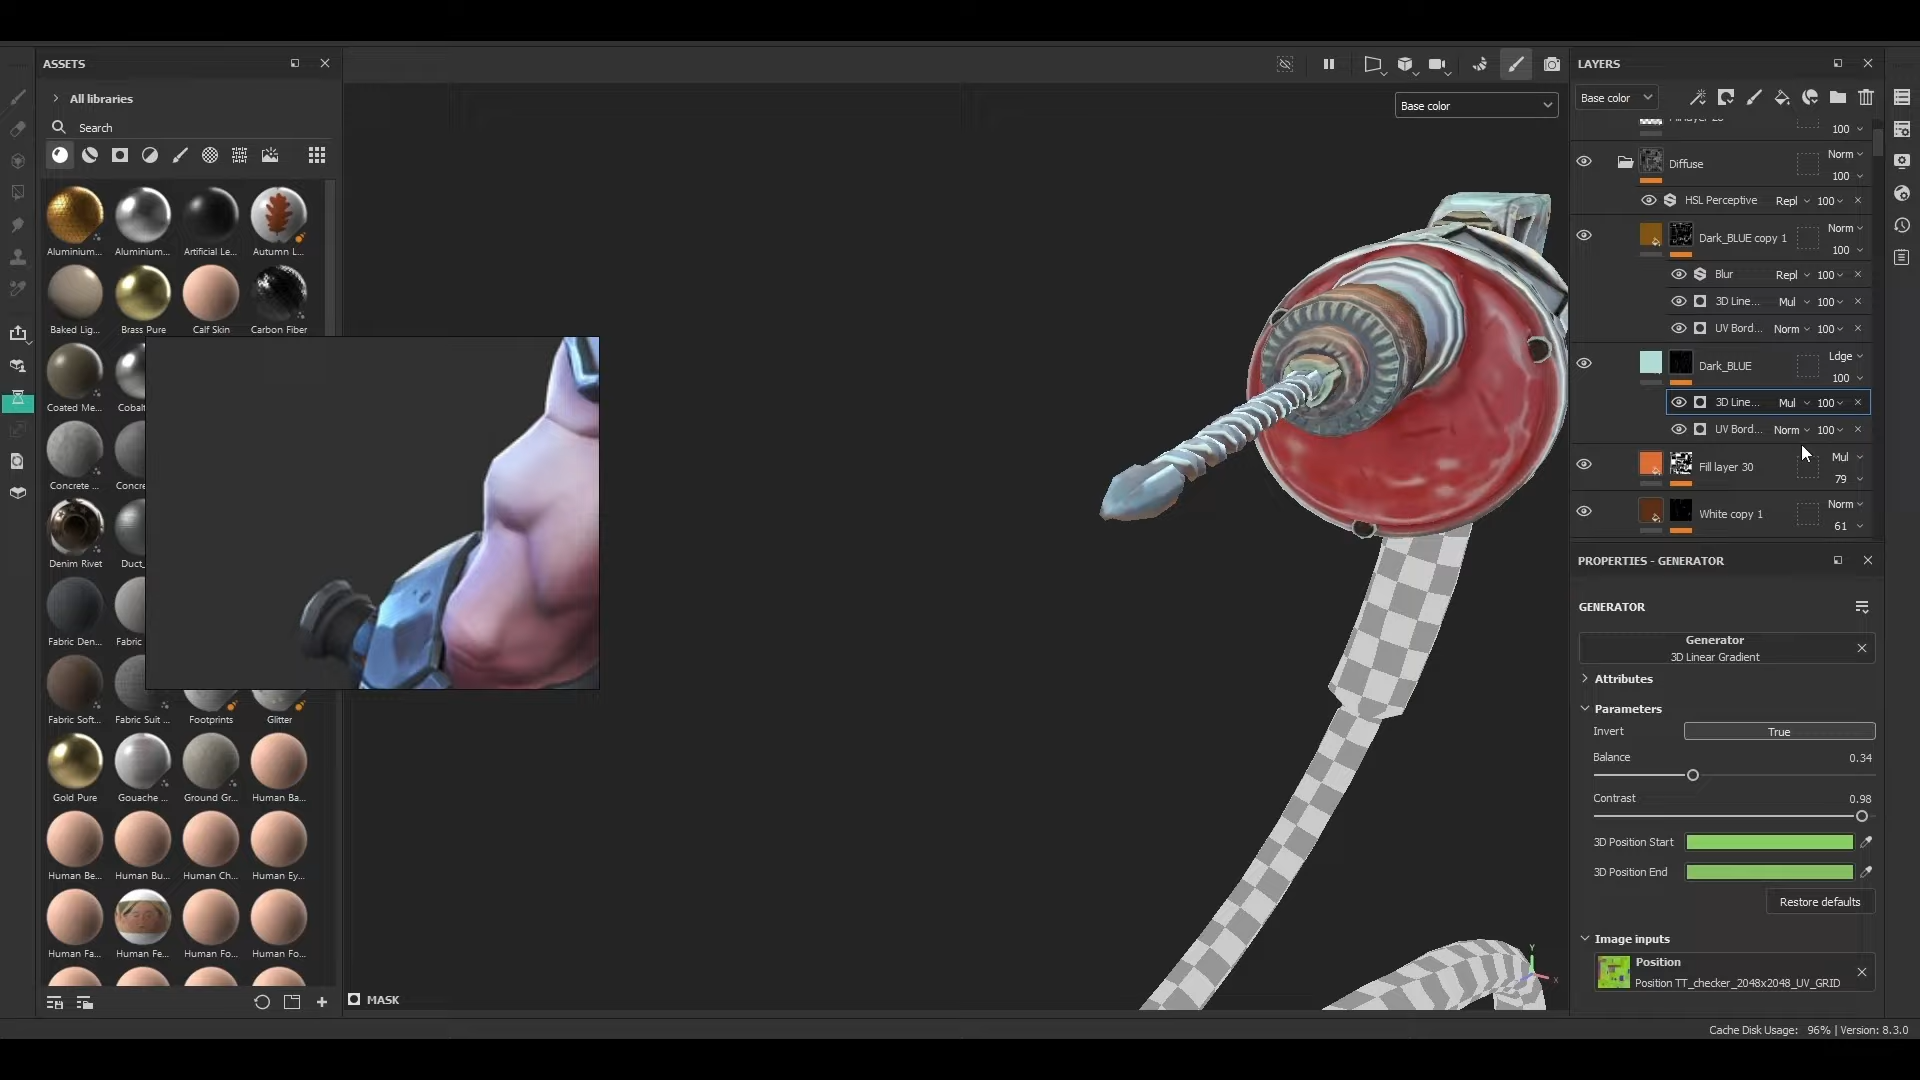 ASSETS
All libraries
Search
Aluminium... Aluminium... Artificial Le... Autumn L...
Baked Lig... Brass Pure Calf Skin Carbon Fiber
Coated Me... Cobal
Concrete ... Concre
Denim Rivet Duct_
Fabric Den... Fabric
Fabric Soft... Fabric Suit ... Footprints Glitter
Gold Pure Gouache ... Ground Gr... Human Ba...
Human Be... Human Bu... Human Ch... Human Ey...
Human Fa... Human Fe... Human Fo... Human Fo...
Base color
MASK
Y
X
LAYERS
Base color
100
Diffuse Norm
100
HSL Perceptive Repl 100
Dark_BLUE copy 1 Norm
100
Blur Repl 100
3D Line... Mul 100
UV Bord... Norm 100
Dark_BLUE Ldge
100
3D Line... Mul 100
UV Bord... Norm 100
Fill layer 30 Mul
79
White copy 1 Norm
61
PROPERTIES - GENERATOR
GENERATOR
Generator
3D Linear Gradient
Attributes
Parameters
Invert True
Balance 0.34
Contrast 0.98
3D Position Start
3D Position End
Restore defaults
Image inputs
Position
Position TT_checker_2048x2048_UV_GRID
Cache Disk Usage: 96% | Version: 8.3.0